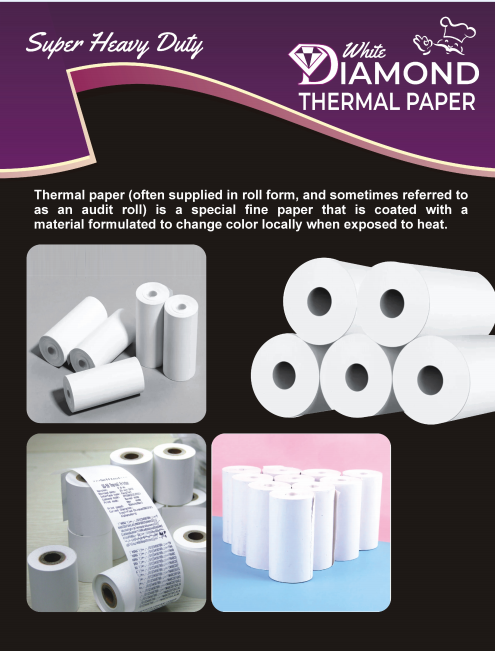 Super Heavy Duty
White
DIAMOND
THERMAL PAPER
Thermal paper (often supplied in roll form, and sometimes referred to
as an audit roll) is a special fine paper that is coated with a
material formulated to change color locally when exposed to heat.